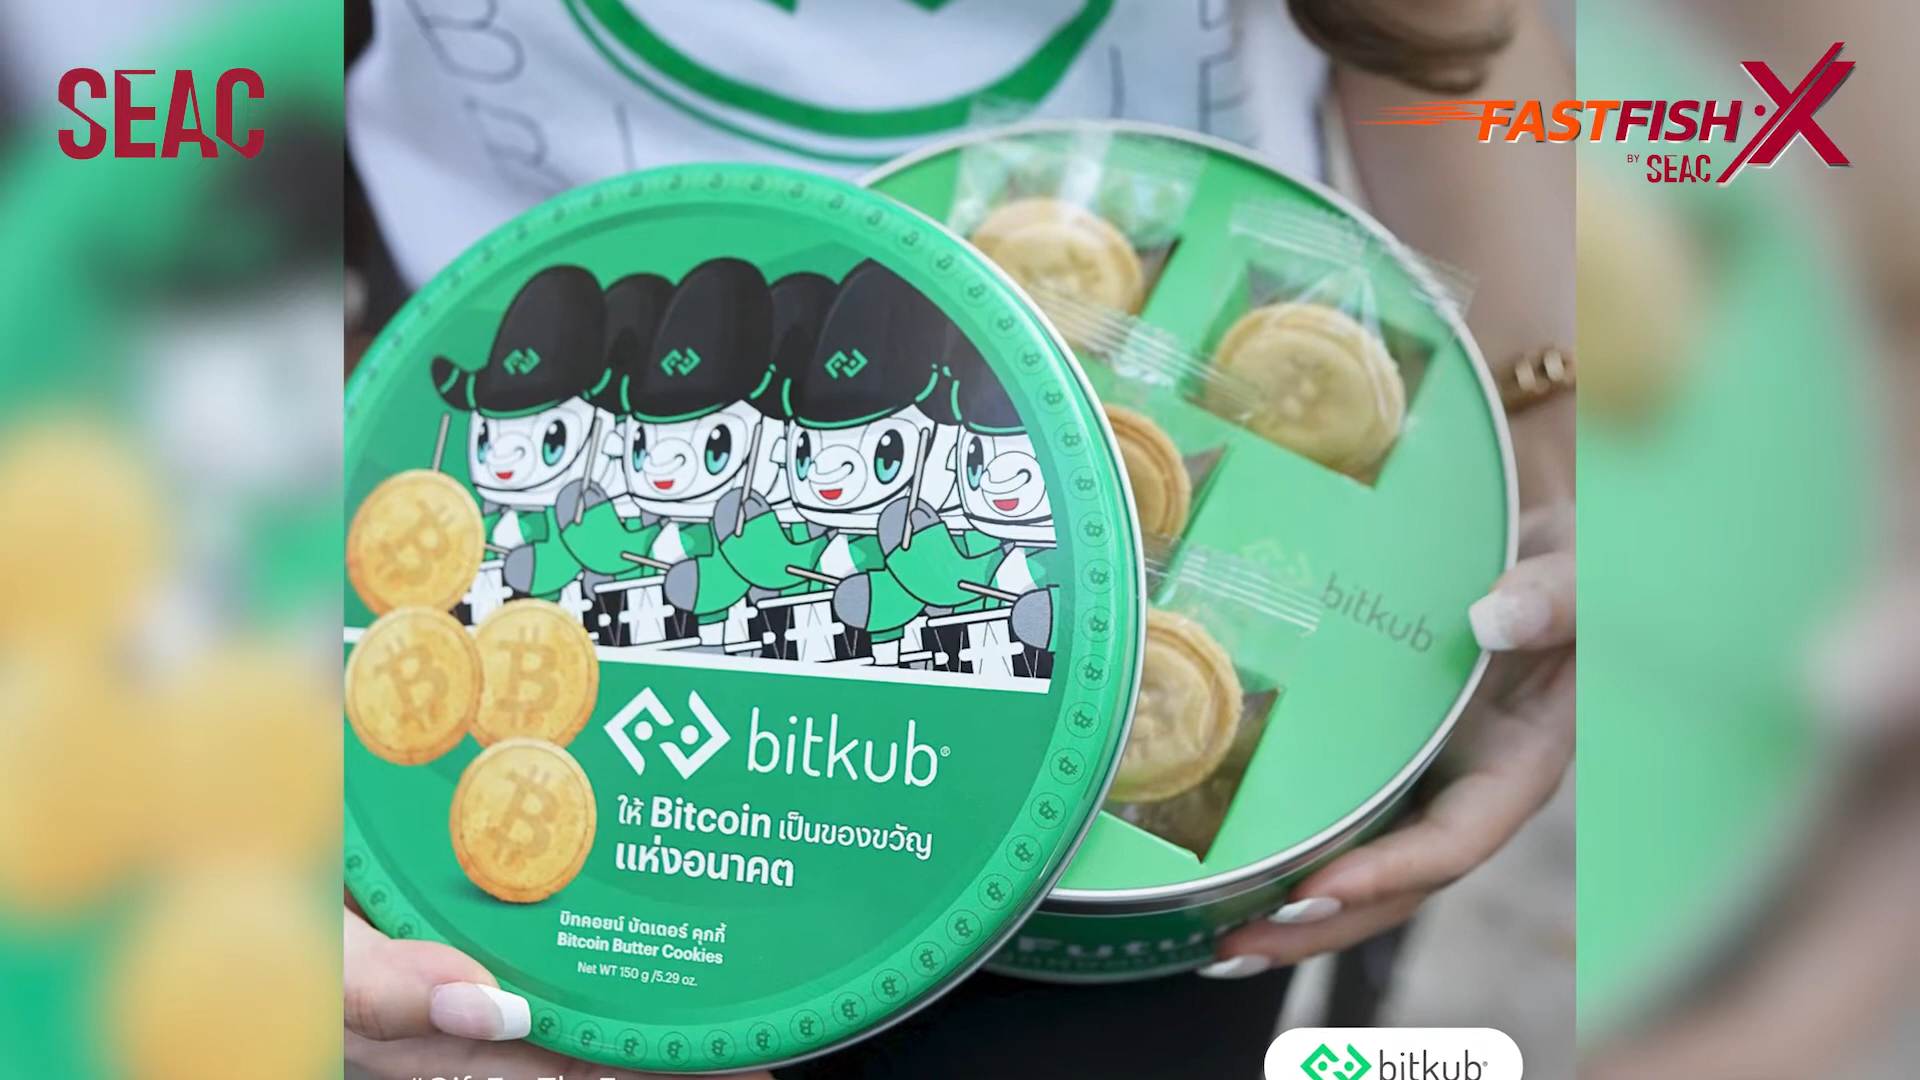 SEAC
FASTFISH X
BY SEAC
bitkub
bitkub
ให้ Bitcoin เป็นของขวัญ
แห่งอนาคต
บิทคอยน์ บัตเตอร์ คุกกี้
Bitcoin Butter Cookies
Net WT 150 g /5.29 oz.
bitkub